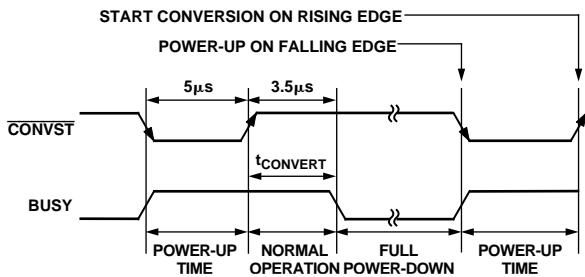 START CONVERSION ON RISING EDGE
POWER-UP ON FALLING EDGE
5μs
3.5μs
CONVST
tCONVERT
BUSY
POWER-UP
TIME
NORMAL
OPERATION
FULL
POWER-DOWN
POWER-UP
TIME